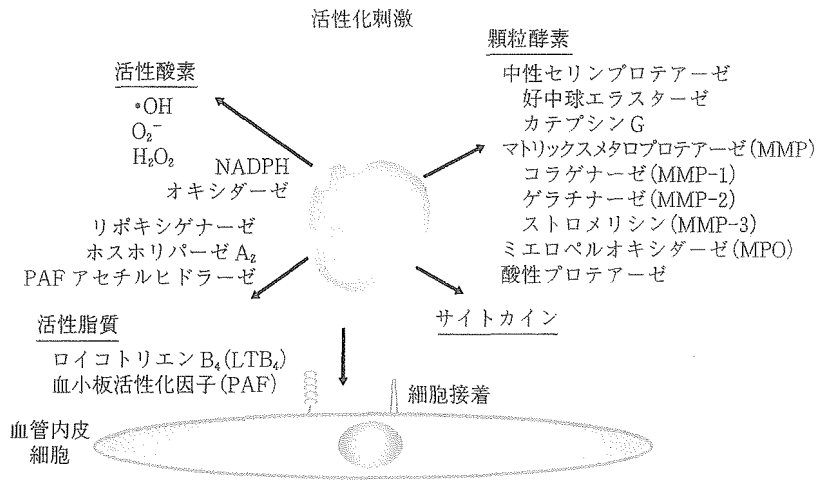 活性化刺激
活性酸素
•OH
O₂⁻
H₂O₂
NADPH
オキシダーゼ
リポキシゲナーゼ
ホスホリパーゼA₂
PAFアセチルヒドラーゼ
活性脂質
ロイコトリエンB₄(LTB₄)
血小板活性化因子(PAF)
顆粒酵素
中性セリンプロテアーゼ
好中球エラスターゼ
カテプシンG
マトリックスメタロプロテアーゼ(MMP)
コラゲナーゼ(MMP-1)
ゲラチナーゼ(MMP-2)
ストロメリシン(MMP-3)
ミエロペルオキシダーゼ(MPO)
酸性プロテアーゼ
サイトカイン
細胞接着
血管内皮
細胞